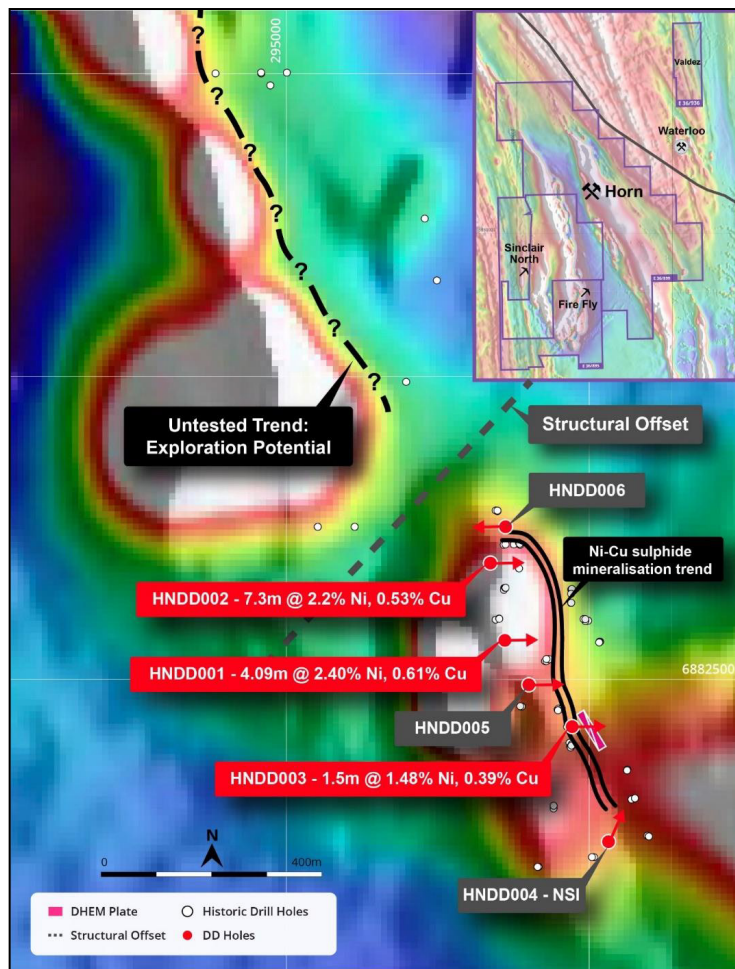 295000
Valdez
E 36/936
Waterloo
Horn
Sinclair
North
Fire Fly
?
?
?
?
?
?
?
?
Untested Trend:
Exploration Potential
Structural Offset
HNDD006
Ni-Cu sulphide
mineralisation trend
HNDD002 - 7.3m @ 2.2% Ni, 0.53% Cu
HNDD001 - 4.09m @ 2.40% Ni, 0.61% Cu
6882500
HNDD005
HNDD003 - 1.5m @ 1.48% Ni, 0.39% Cu
HNDD004 - NSI
N
0
400m
DHEM Plate
Historic Drill Holes
Structural Offset
DD Holes